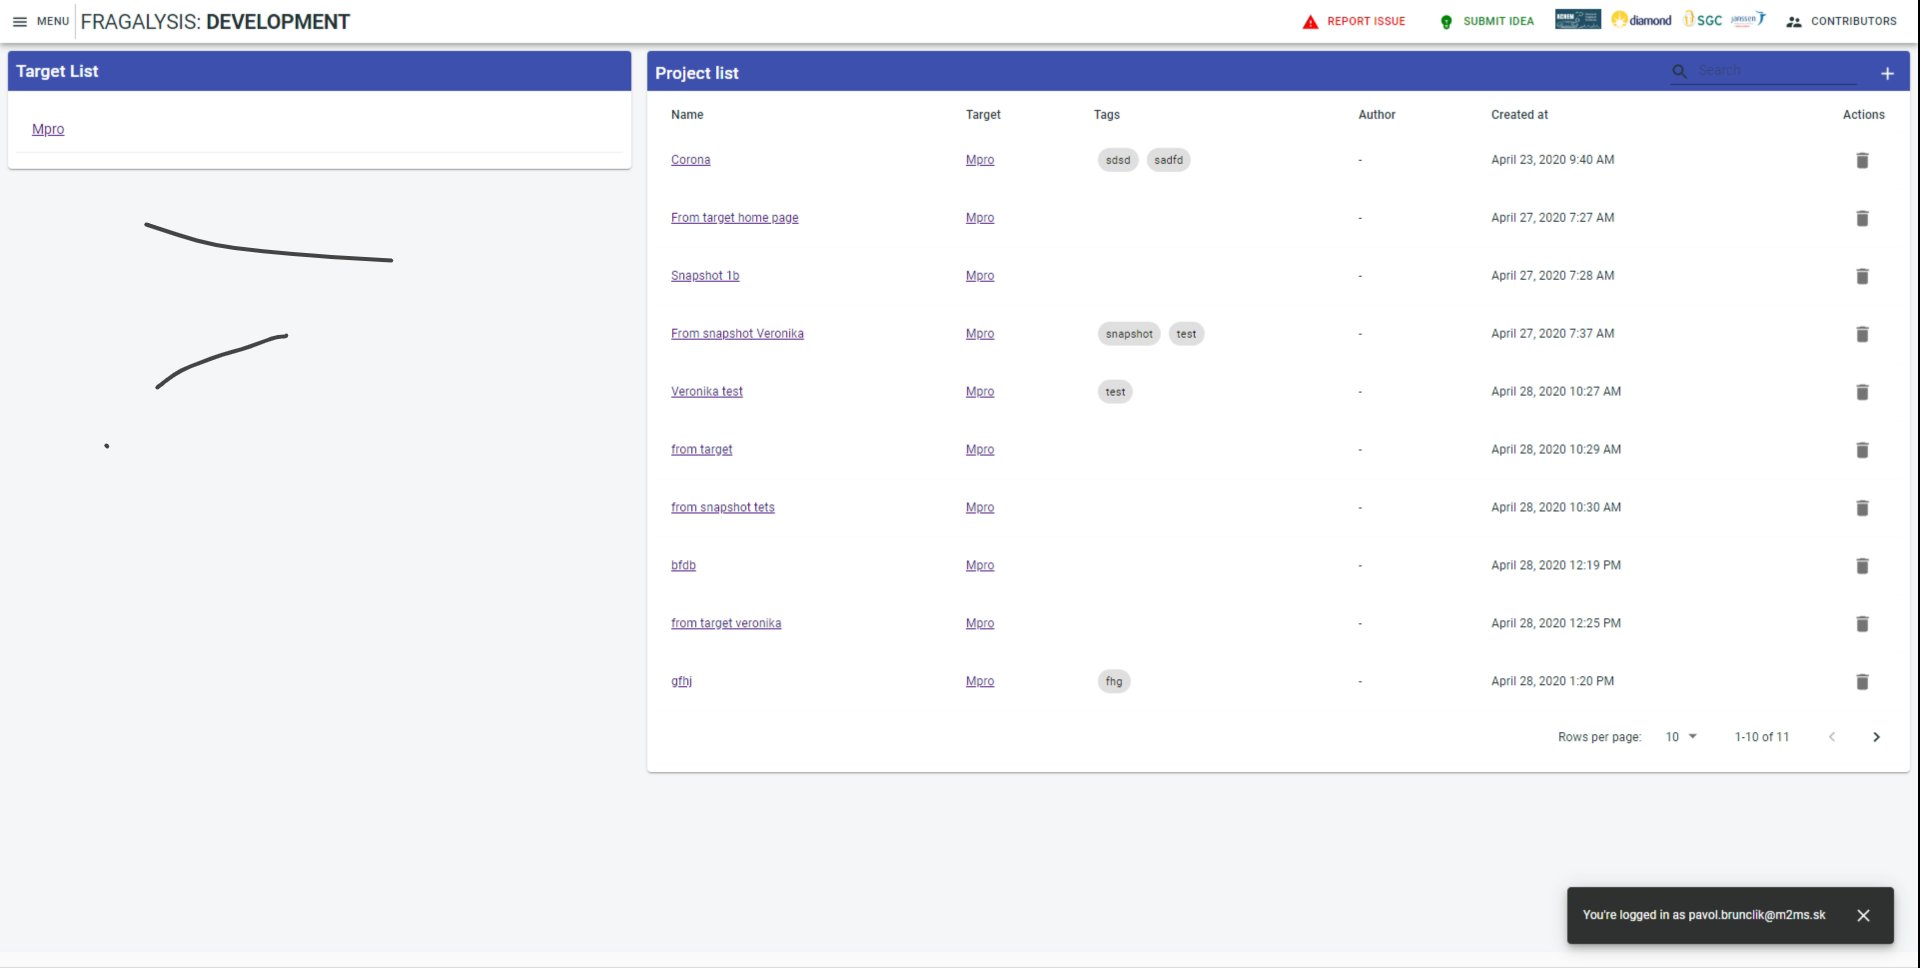 MENU FRAGALYSIS: DEVELOPMENT REPORT ISSUE SUBMIT IDEA diamond SGC janssen CONTRIBUTORS
Target List
Mpro
Project list Search
Name Target Tags Author Created at Actions
Corona Mpro sdsd sadfd - April 23, 2020 9:40 AM
From target home page Mpro - April 27, 2020 7:27 AM
Snapshot 1b Mpro - April 27, 2020 7:28 AM
From snapshot Veronika Mpro snapshot test - April 27, 2020 7:37 AM
Veronika test Mpro test - April 28, 2020 10:27 AM
from target Mpro - April 28, 2020 10:29 AM
from snapshot tets Mpro - April 28, 2020 10:30 AM
bfdb Mpro - April 28, 2020 12:19 PM
from target veronika Mpro - April 28, 2020 12:25 PM
gfhj Mpro fhg - April 28, 2020 1:20 PM
Rows per page: 10 1-10 of 11
You're logged in as pavol.brunclik@m2ms.sk